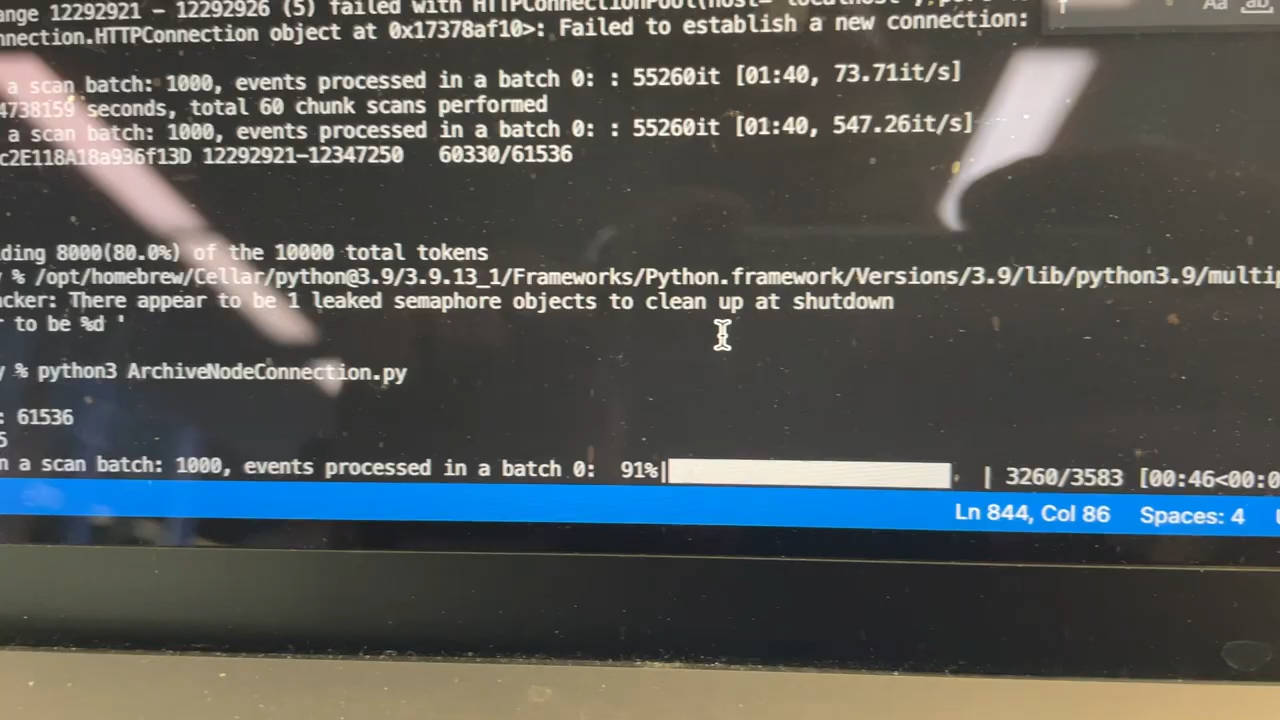 ange 12292921 - 12292926 (5) failed with HTTPConnectionPool(host='localhost',
nnection.HTTPConnection object at 0x17378af10>: Failed to establish a new connection:
Aa ab
a scan batch: 1000, events processed in a batch 0: : 55260it [01:40, 73.71it/s]
4738159 seconds, total 60 chunk scans performed
a scan batch: 1000, events processed in a batch 0: : 55260it [01:40, 547.26it/s]
c2E118A18a936f13D 12292921-12347250 60330/61536
ding 8000(80.0%) of the 10000 total tokens
y % /opt/homebrew/Cellar/python@3.9/3.9.13_1/Frameworks/Python.framework/Versions/3.9/lib/python3.9/multip
acker: There appear to be 1 leaked semaphore objects to clean up at shutdown
r to be %d '
y % python3 ArchiveNodeConnection.py
: 61536
5
n a scan batch: 1000, events processed in a batch 0: 91%| | 3260/3583 [00:46<00:0
Ln 844, Col 86 Spaces: 4